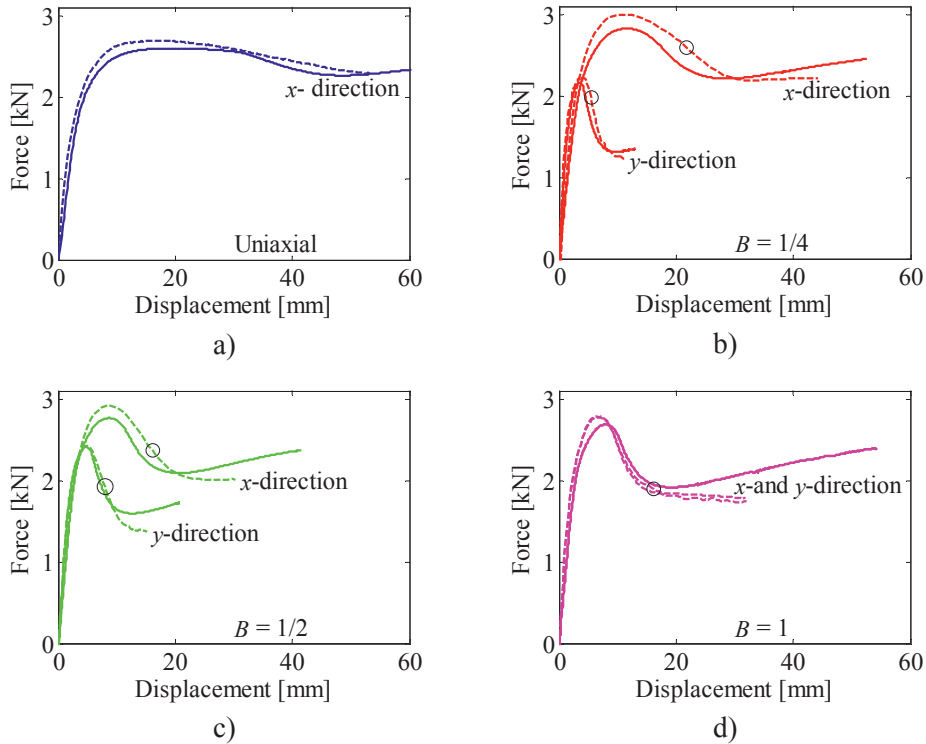 3
2
1
0
Force [kN]
x- direction
Uniaxial
0 20 40 60
Displacement [mm]
a)
3
2
1
0
Force [kN]
x-direction
y-direction
B = 1/4
0 20 40 60
Displacement [mm]
b)
3
2
1
0
Force [kN]
x-direction
y-direction
B = 1/2
0 20 40 60
Displacement [mm]
c)
3
2
1
0
Force [kN]
x-and y-direction
B = 1
0 20 40 60
Displacement [mm]
d)